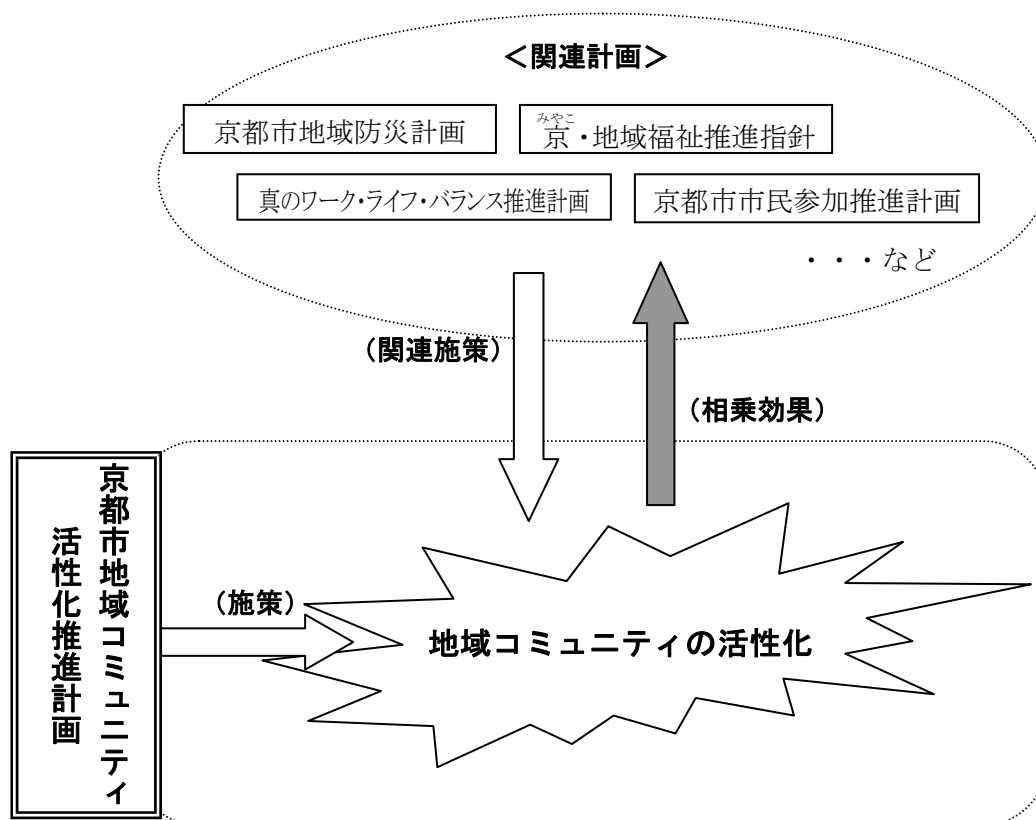 ＜関連計画＞
京都市地域防災計画
みやこ
京・地域福祉推進指針
真のワーク・ライフ・バランス推進計画
京都市市民参加推進計画
・・・など
（関連施策）
（相乗効果）
京都市地域コミュニティ
活性化推進計画
（施策）
地域コミュニティの活性化